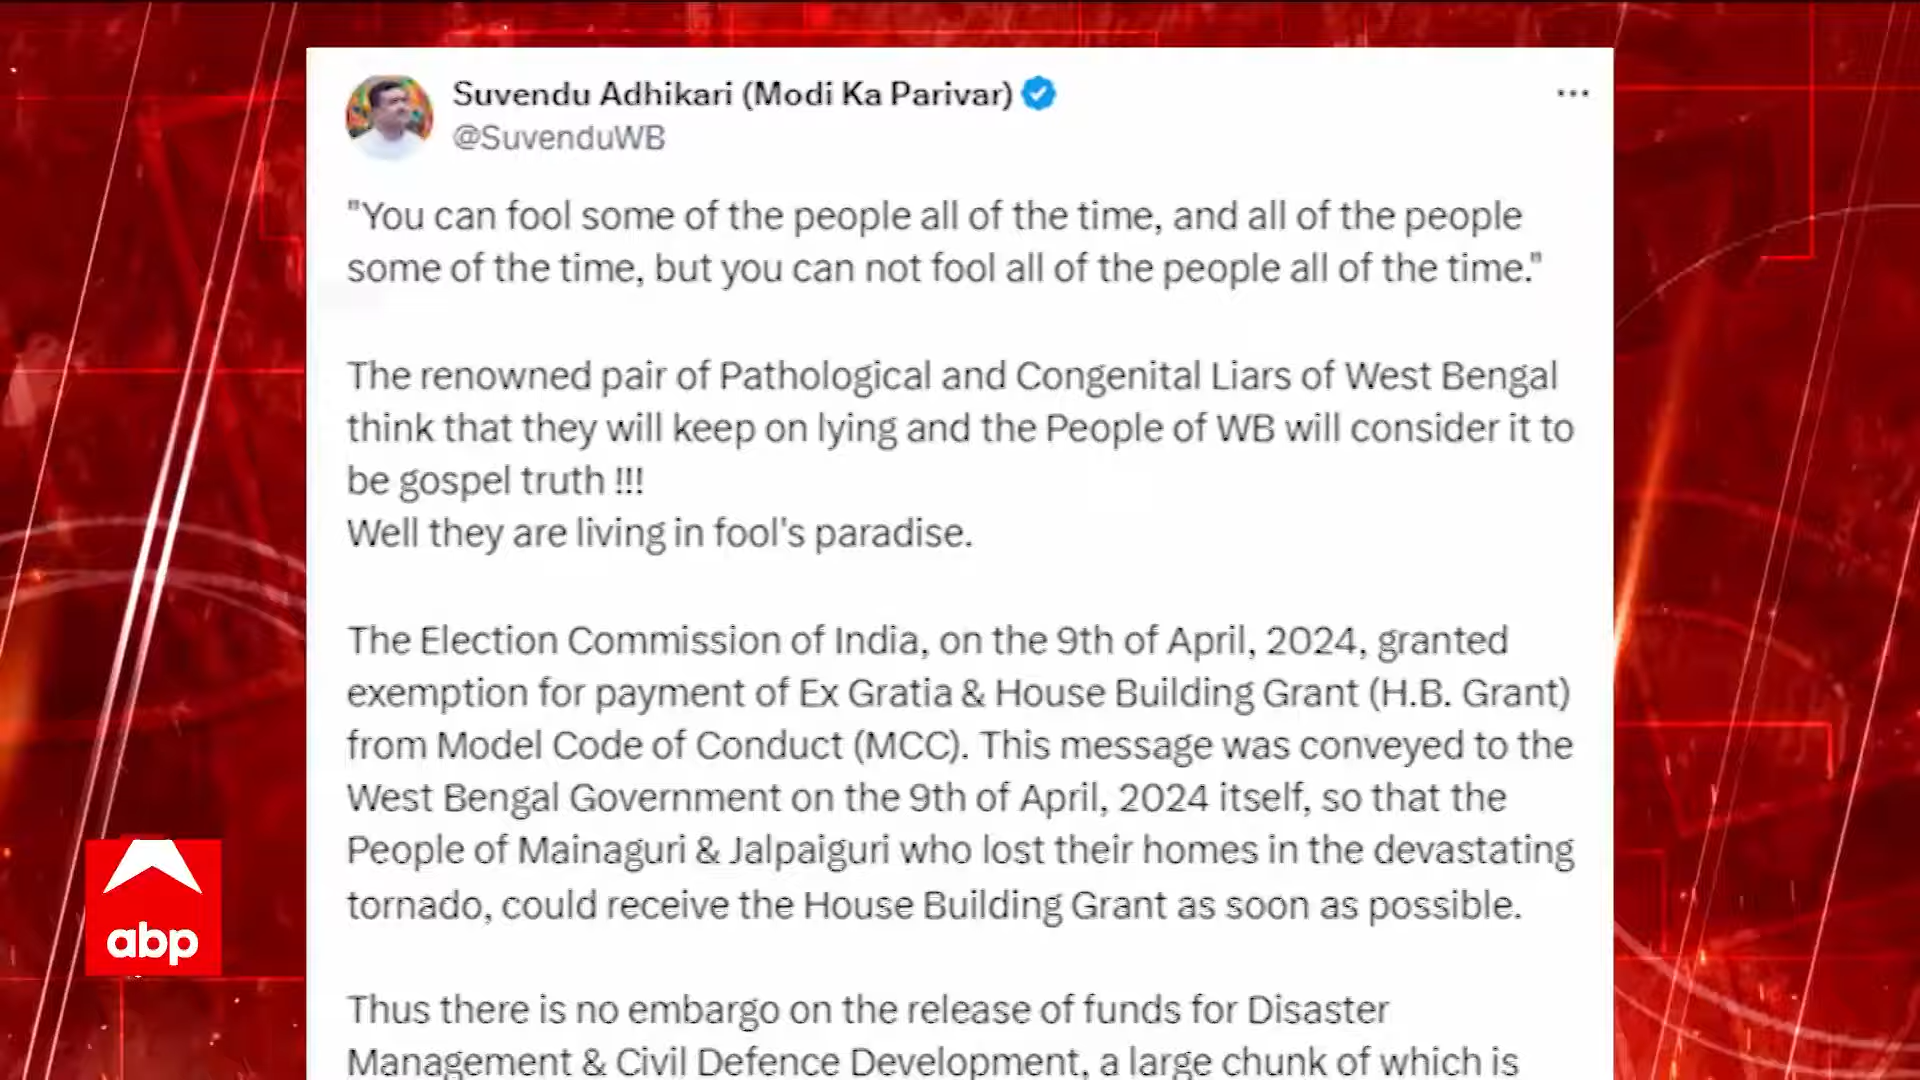 Suvendu Adhikari (Modi Ka Parivar)
@SuvenduWB
"You can fool some of the people all of the time, and all of the people
some of the time, but you can not fool all of the people all of the time."
The renowned pair of Pathological and Congenital Liars of West Bengal
think that they will keep on lying and the People of WB will consider it to
be gospel truth !!!
Well they are living in fool's paradise.
The Election Commission of India, on the 9th of April, 2024, granted
exemption for payment of Ex Gratia & House Building Grant (H.B. Grant)
from Model Code of Conduct (MCC). This message was conveyed to the
West Bengal Government on the 9th of April, 2024 itself, so that the
People of Mainaguri & Jalpaiguri who lost their homes in the devastating
tornado, could receive the House Building Grant as soon as possible.
Thus there is no embargo on the release of funds for Disaster
Management & Civil Defence Development, a large chunk of which is
abp